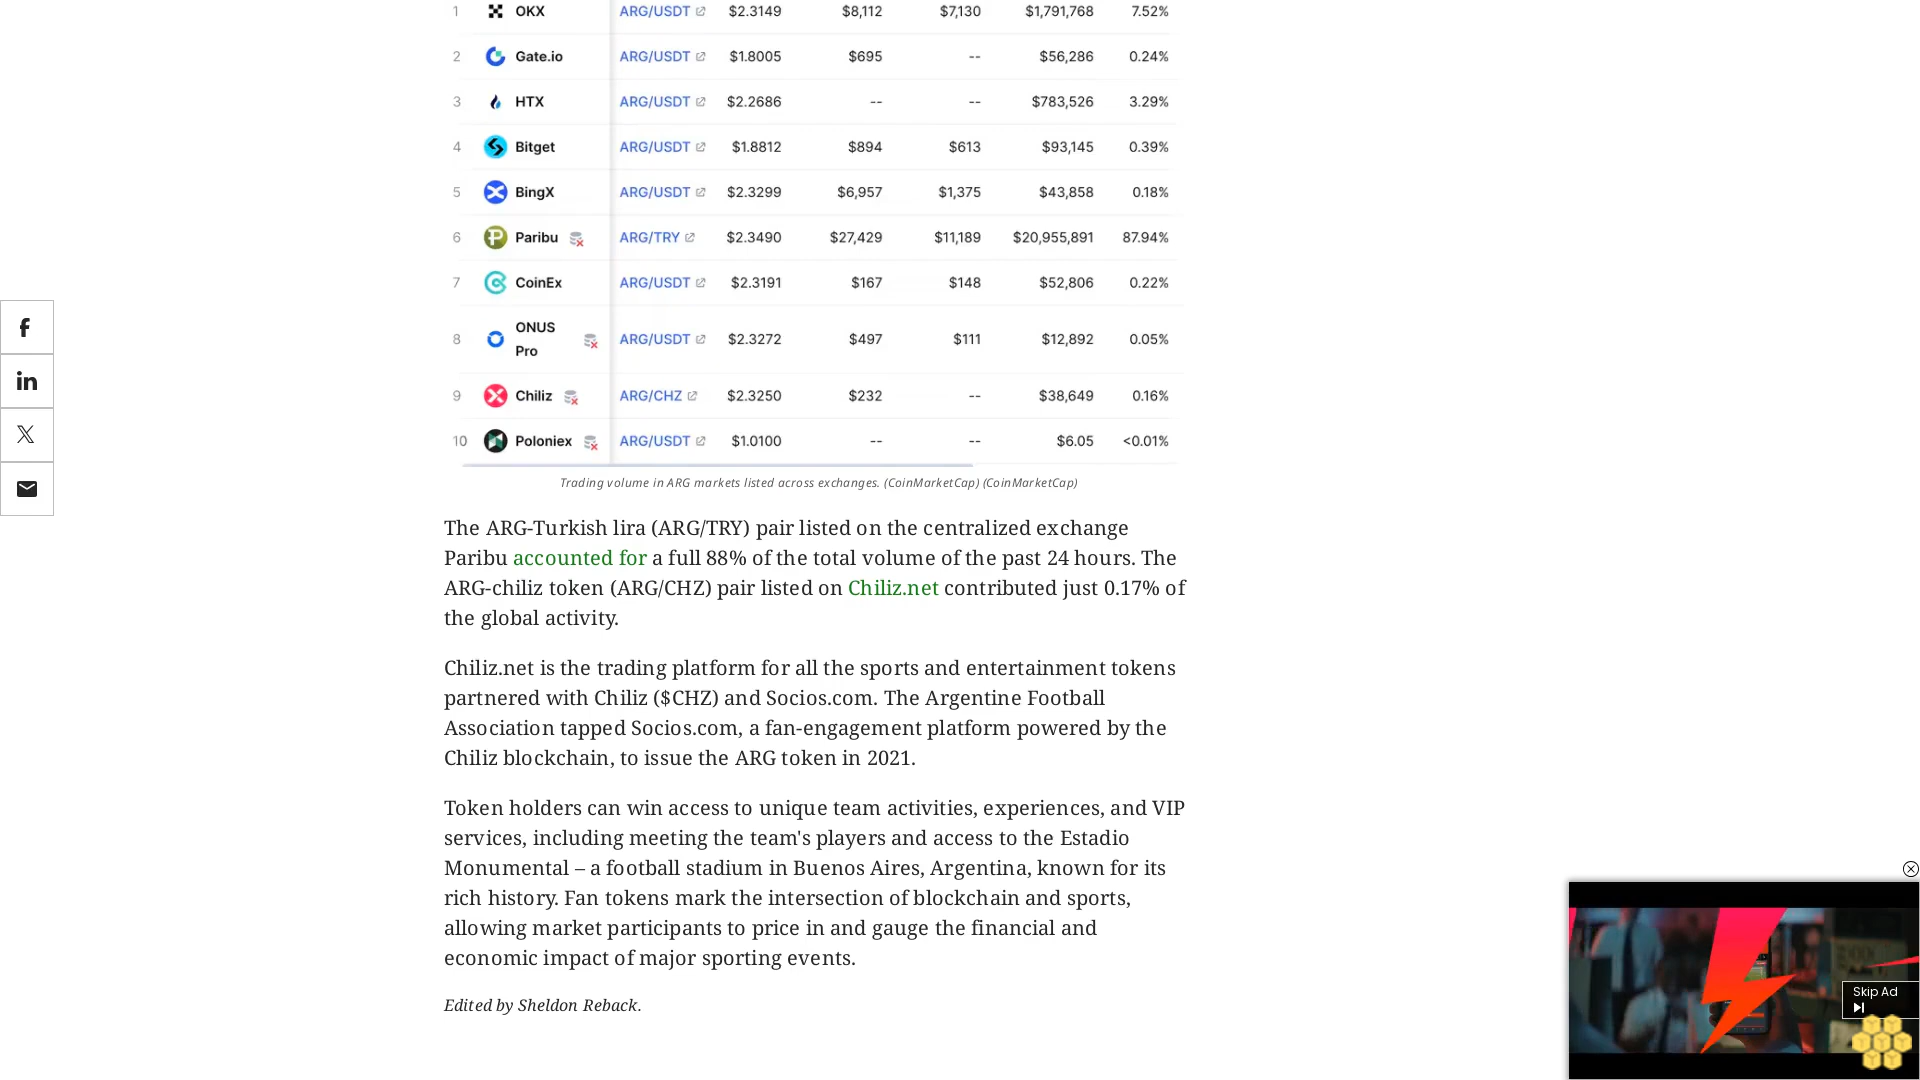 1 OKX ARG/USDT $2.3149 $8,112 $7,130 $1,791,768 7.52%
2 Gate.io ARG/USDT $1.8005 $695 -- $56,286 0.24%
3 HTX ARG/USDT $2.2686 -- -- $783,526 3.29%
4 Bitget ARG/USDT $1.8812 $894 $613 $93,145 0.39%
5 BingX ARG/USDT $2.3299 $6,957 $1,375 $43,858 0.18%
6 Paribu ARG/TRY $2.3490 $27,429 $11,189 $20,955,891 87.94%
7 CoinEx ARG/USDT $2.3191 $167 $148 $52,806 0.22%
8 ONUS Pro ARG/USDT $2.3272 $497 $111 $12,892 0.05%
9 Chiliz ARG/CHZ $2.3250 $232 -- $38,649 0.16%
10 Poloniex ARG/USDT $1.0100 -- -- $6.05 <0.01%
Trading volume in ARG markets listed across exchanges. (CoinMarketCap) (CoinMarketCap)
The ARG-Turkish lira (ARG/TRY) pair listed on the centralized exchange
Paribu accounted for a full 88% of the total volume of the past 24 hours. The
ARG-chiliz token (ARG/CHZ) pair listed on Chiliz.net contributed just 0.17% of
the global activity.
Chiliz.net is the trading platform for all the sports and entertainment tokens
partnered with Chiliz ($CHZ) and Socios.com. The Argentine Football
Association tapped Socios.com, a fan-engagement platform powered by the
Chiliz blockchain, to issue the ARG token in 2021.
Token holders can win access to unique team activities, experiences, and VIP
services, including meeting the team's players and access to the Estadio
Monumental – a football stadium in Buenos Aires, Argentina, known for its
rich history. Fan tokens mark the intersection of blockchain and sports,
allowing market participants to price in and gauge the financial and
economic impact of major sporting events.
Edited by Sheldon Reback.
Skip Ad